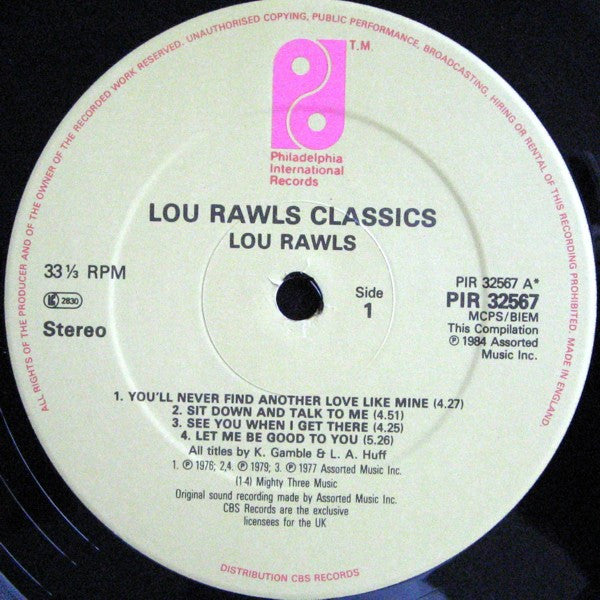 ALL RIGHTS OF THE PRODUCER AND OF THE OWNER OF THE RECORDED WORK RESERVED. UNAUTHORISED COPYING, PUBLIC PERFORMANCE, BROADCASTING, HIRING OR RENTAL OF THIS RECORDING PROHIBITED. MADE IN ENGLAND.
T.M.
Philadelphia
International
Records
LOU RAWLS CLASSICS
LOU RAWLS
33⅓ RPM
K 2830
Stereo
Side
1
PIR 32567 A*
PIR 32567
MCPS/BIEM
This Compilation
℗ 1984 Assorted
Music Inc.
1. YOU'LL NEVER FIND ANOTHER LOVE LIKE MINE (4.27)
2. SIT DOWN AND TALK TO ME (4.51)
3. SEE YOU WHEN I GET THERE (4.25)
4. LET ME BE GOOD TO YOU (5.26)
All titles by K. Gamble & L. A. Huff
1. ℗ 1976; 2,4. ℗ 1979; 3. ℗ 1977 Assorted Music Inc.
(1-4) Mighty Three Music
Original sound recording made by Assorted Music Inc.
CBS Records are the exclusive
licensees for the UK
DISTRIBUTION CBS RECORDS